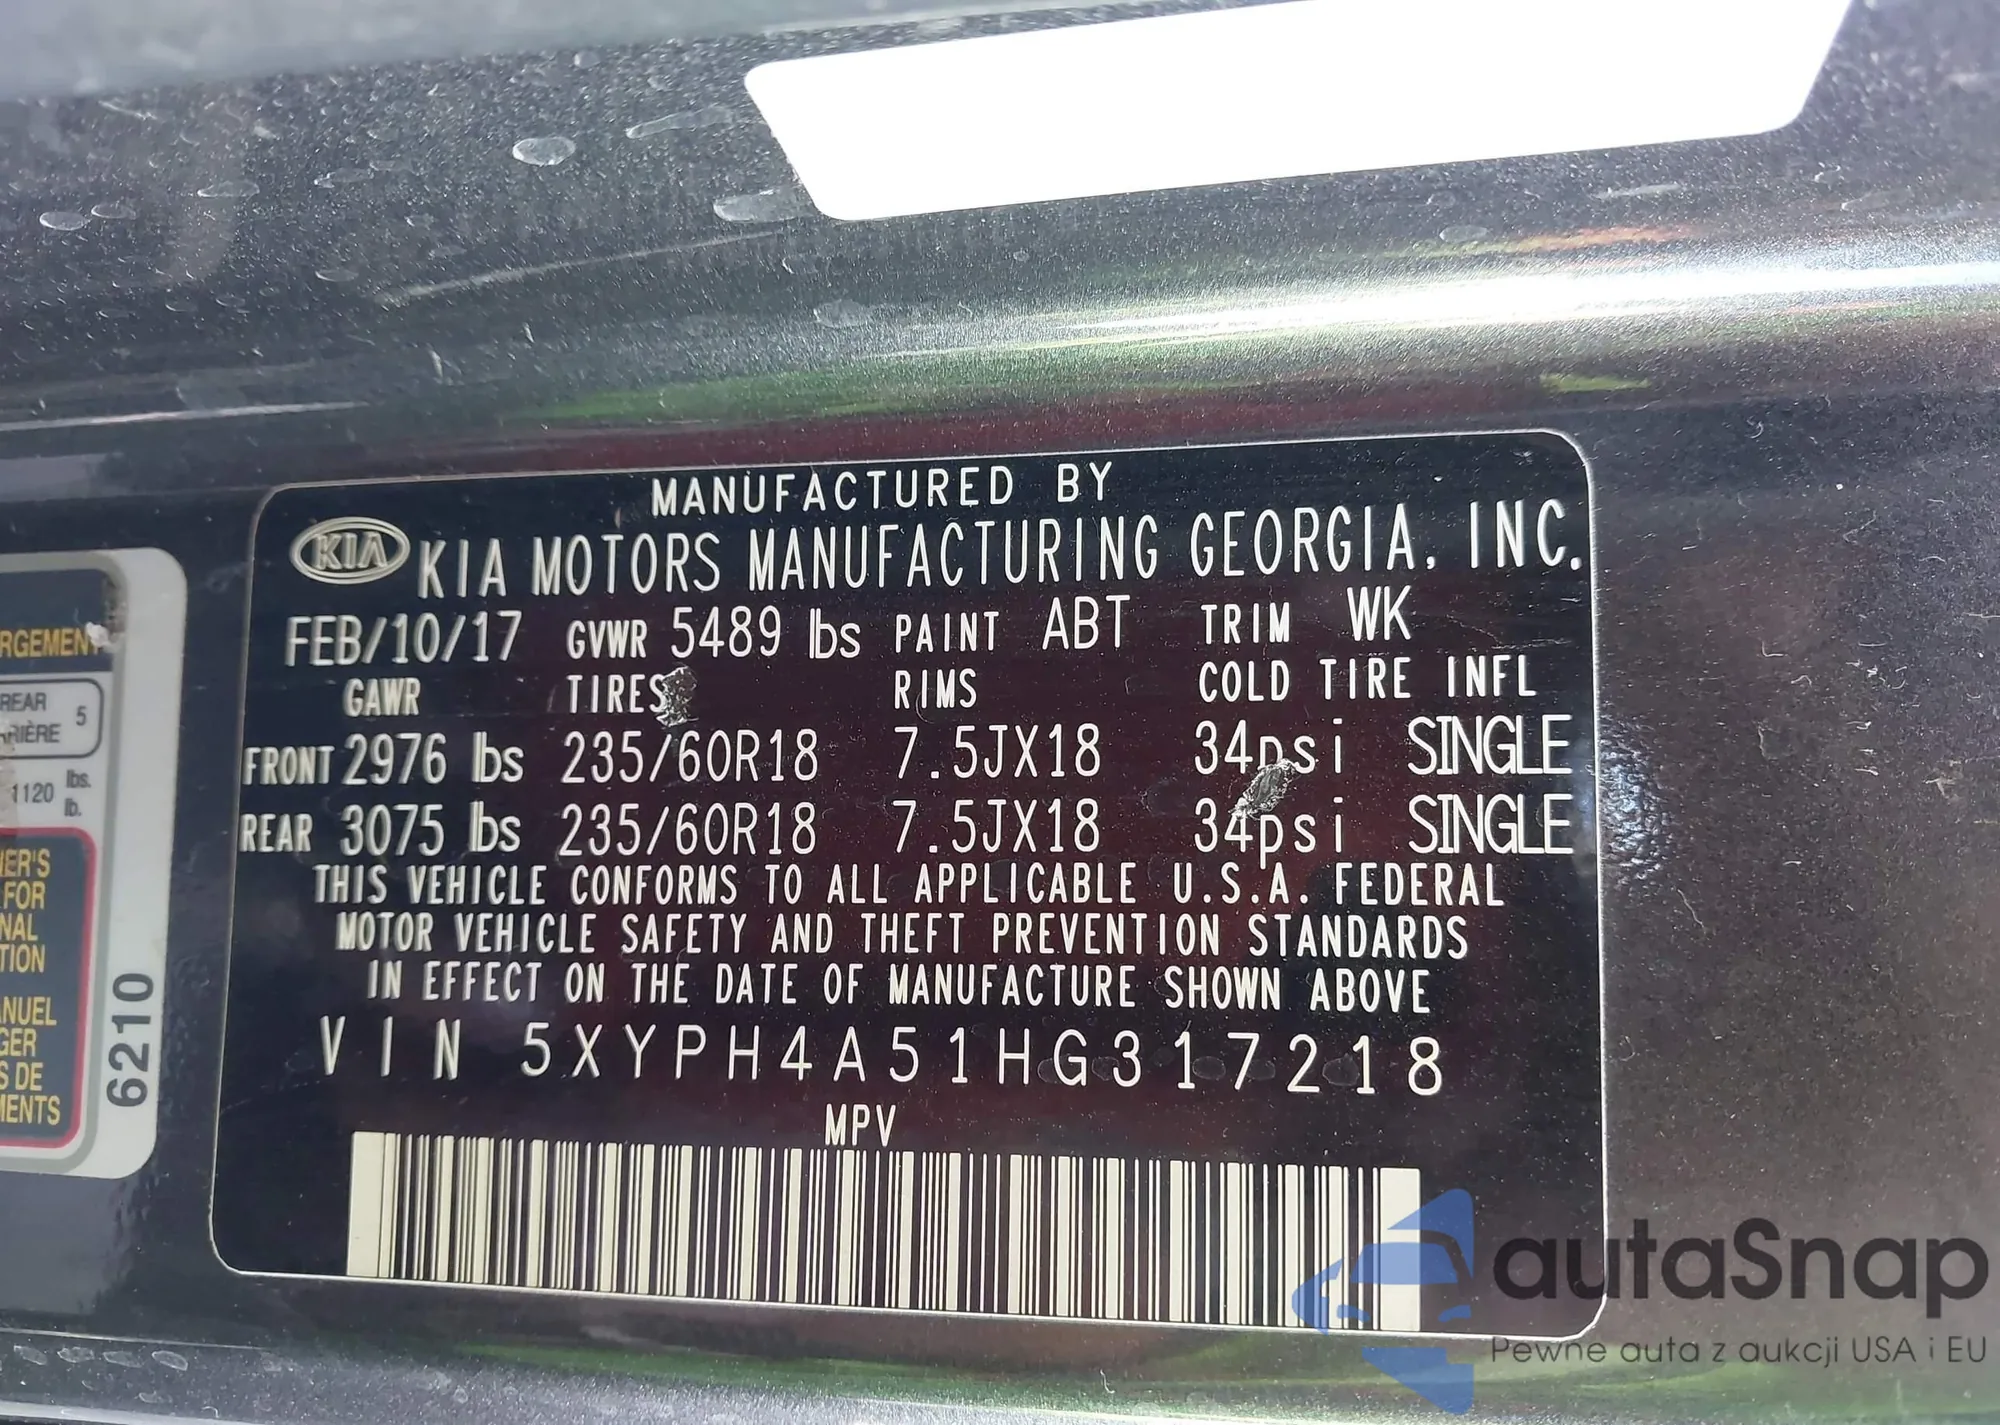 MANUFACTURED BY
KIA KIA MOTORS MANUFACTURING GEORGIA, INC.
FEB/10/17 GVWR 5489 lbs PAINT ABT TRIM WK
GAWR TIRES RIMS COLD TIRE INFL
FRONT 2976 lbs 235/60R18 7.5JX18 34psi SINGLE
REAR 3075 lbs 235/60R18 7.5JX18 34psi SINGLE
THIS VEHICLE CONFORMS TO ALL APPLICABLE U.S.A. FEDERAL
MOTOR VEHICLE SAFETY AND THEFT PREVENTION STANDARDS
IN EFFECT ON THE DATE OF MANUFACTURE SHOWN ABOVE
VIN 5XYPH4A51HG317218
MPV
REAR
5
1120 lbs.
lb.
FOR
DE
6210
autaSnap
Pewne auta z aukcji USA i EU